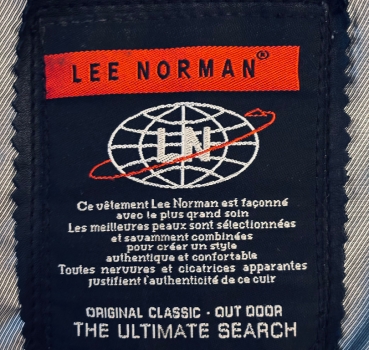 LEE NORMAN®
LN
Ce vêtement Lee Norman est façonné
avec le plus grand soin
Les meilleures peaux sont sélectionnées
et savamment combinées
pour créer un style
authentique et confortable
Toutes nervures et cicatrices apparantes
justifient l'authenticité de ce cuir
ORIGINAL CLASSIC · OUT DOOR
THE ULTIMATE SEARCH